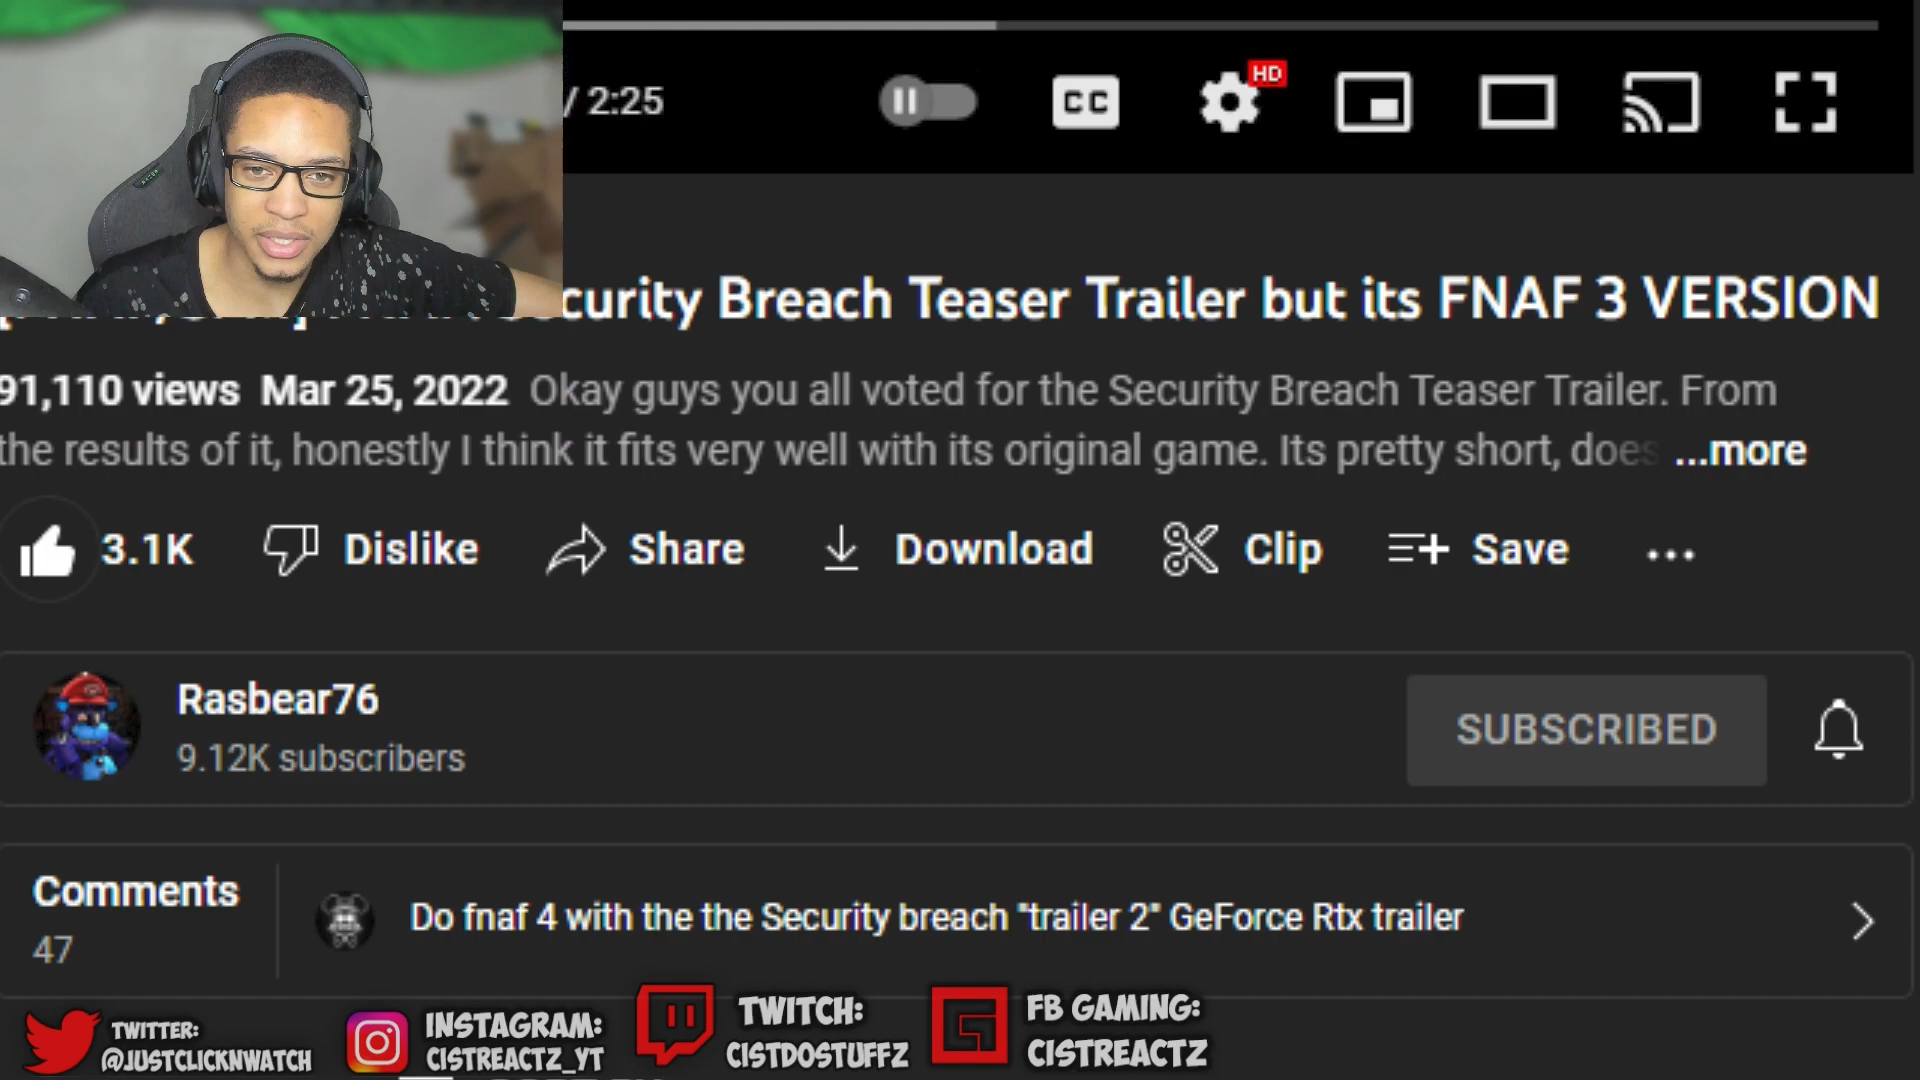 / 2:25
CC
HD
curity Breach Teaser Trailer but its FNAF 3 VERSION
91,110 views Mar 25, 2022 Okay guys you all voted for the Security Breach Teaser Trailer. From
the results of it, honestly I think it fits very well with its original game. Its pretty short, does ...more
3.1K Dislike Share Download Clip Save ...
Rasbear76
9.12K subscribers
SUBSCRIBED
Comments
47
Do fnaf 4 with the the Security breach "trailer 2" GeForce Rtx trailer
TWITTER:
@JUSTCLICKNWATCH
INSTAGRAM:
CISTREACTZ_YT
TWITCH:
CISTDOSTUFFZ
FB GAMING:
CISTREACTZ